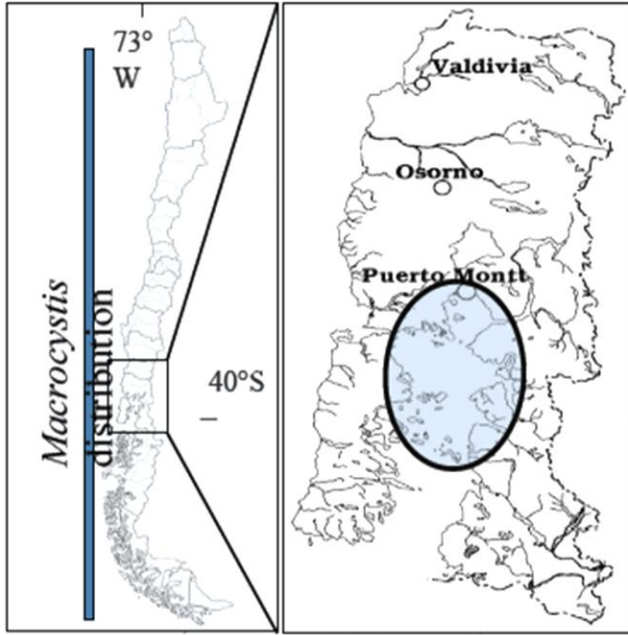 73°
W
Macrocystis
distribution
40°S
Valdivia
Osorno
Puerto Montt